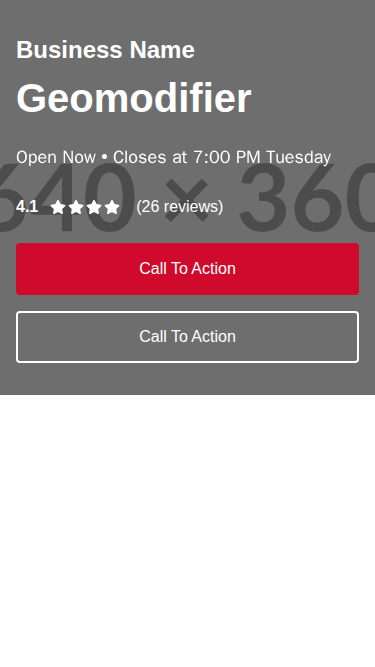 Business Name
Geomodifier
Open Now • Closes at 7:00 PM Tuesday
640 × 360
4.1 (26 reviews)
Call To Action
Call To Action